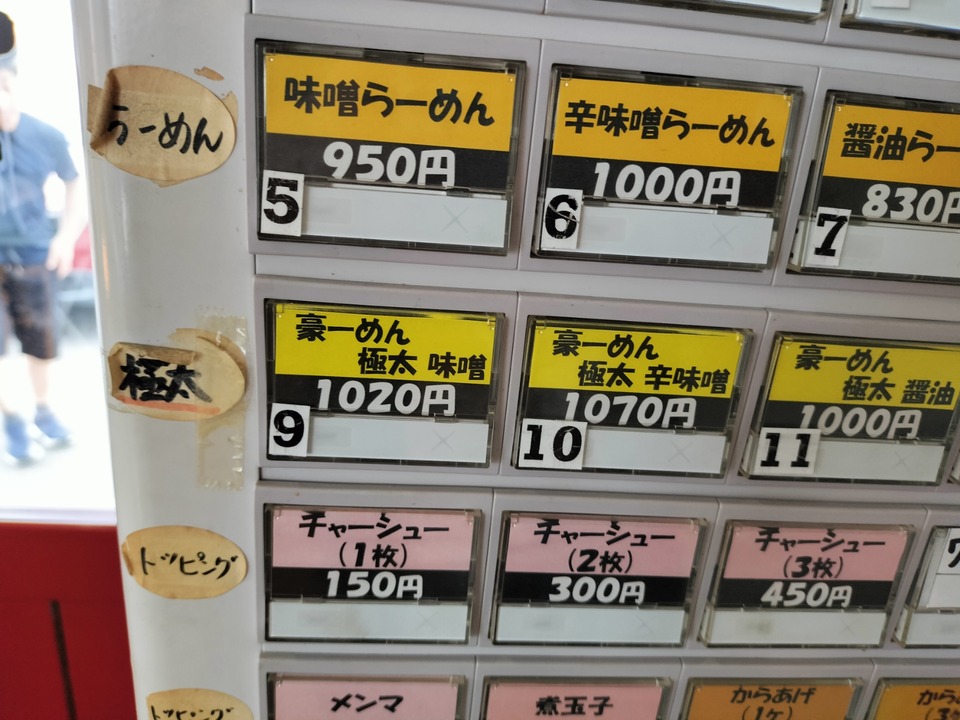 らーめん
味噌らーめん
950円
5
辛味噌らーめん
1000円
6
醤油らー
830円
7
極太
豪ーめん
極太 味噌
1020円
9
豪ーめん
極太 辛味噌
1070円
10
豪ーめん
極太 醤油
1000円
11
トッピング
チャーシュー
(1枚)
150円
チャーシュー
(2枚)
300円
チャーシュー
(3枚)
450円
トッピング
メンマ
煮玉子
からあげ
(1ケ)
から